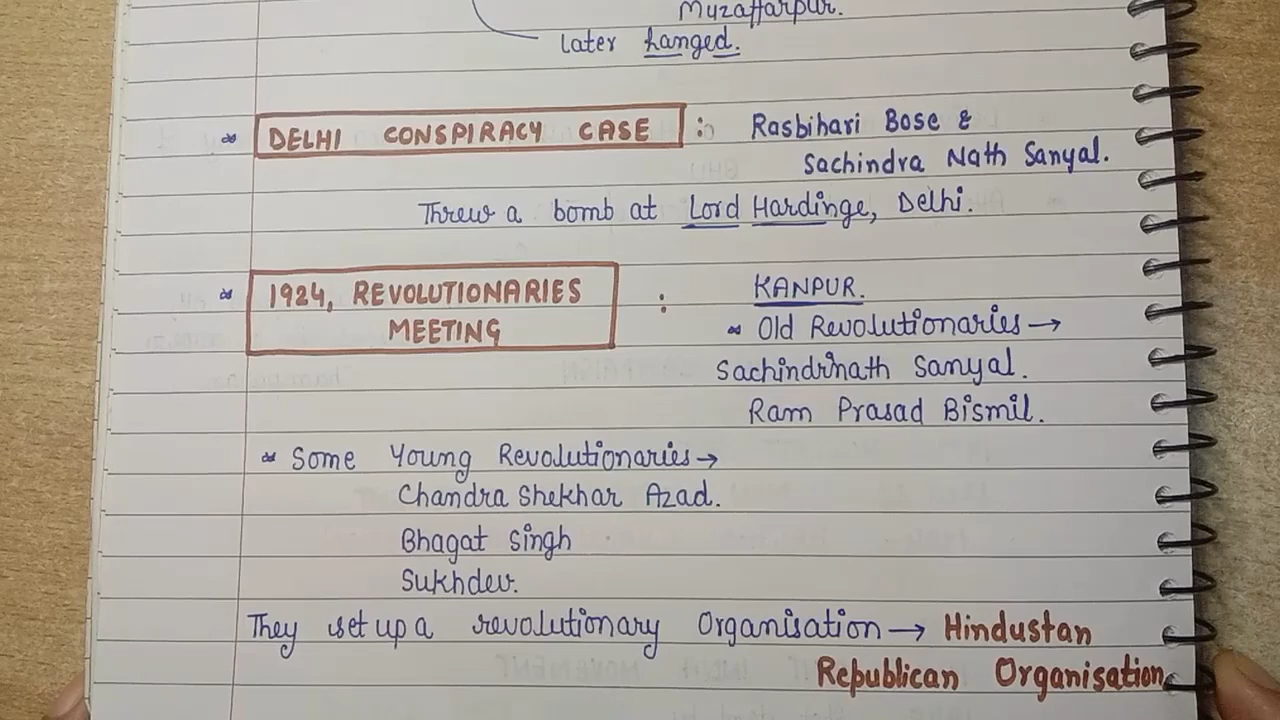 Muzaffarpur.
Later hanged.
DELHI CONSPIRACY CASE : Rasbihari Bose &
Sachindra Nath Sanyal.
Threw a bomb at Lord Hardinge, Delhi.
1924, REVOLUTIONARIES MEETING : KANPUR.
Old Revolutionaries →
Sachindrnath Sanyal.
Ram Prasad Bismil.
Some Young Revolutionaries →
Chandra Shekhar Azad.
Bhagat Singh
Sukhdev.
They set up a revolutionary Organisation → Hindustan
Republican Organisation